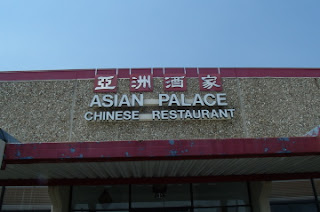 亞洲酒家
ASIAN PALACE
CHINESE RESTAURANT